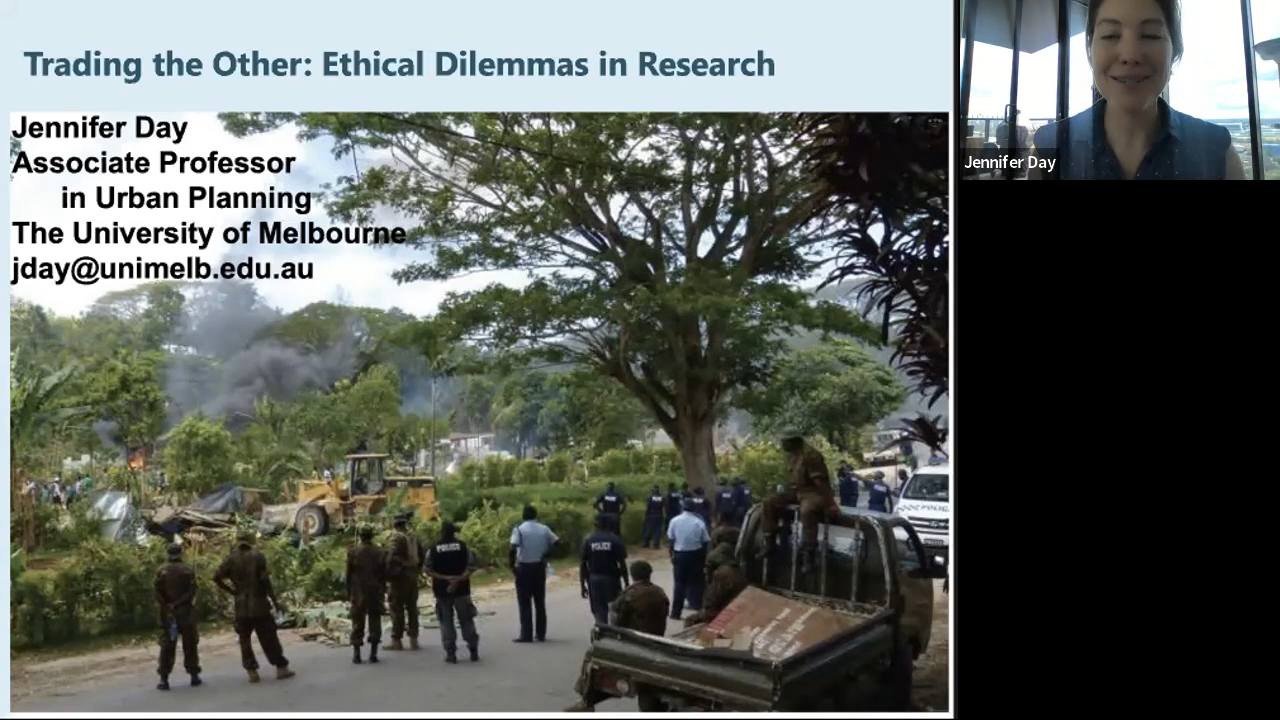 Trading the Other: Ethical Dilemmas in Research
Jennifer Day
Associate Professor
in Urban Planning
The University of Melbourne
jday@unimelb.edu.au
Jennifer Day
POLICE
POLICE